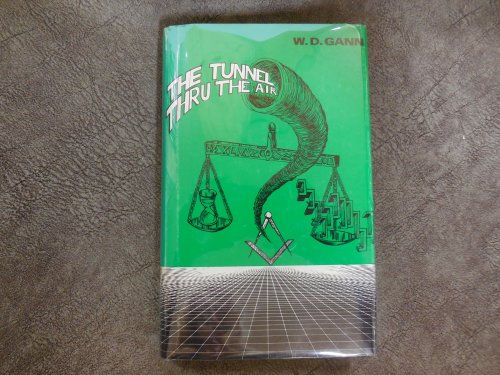 W. D. GANN
THE TUNNEL
THRU THE AIR